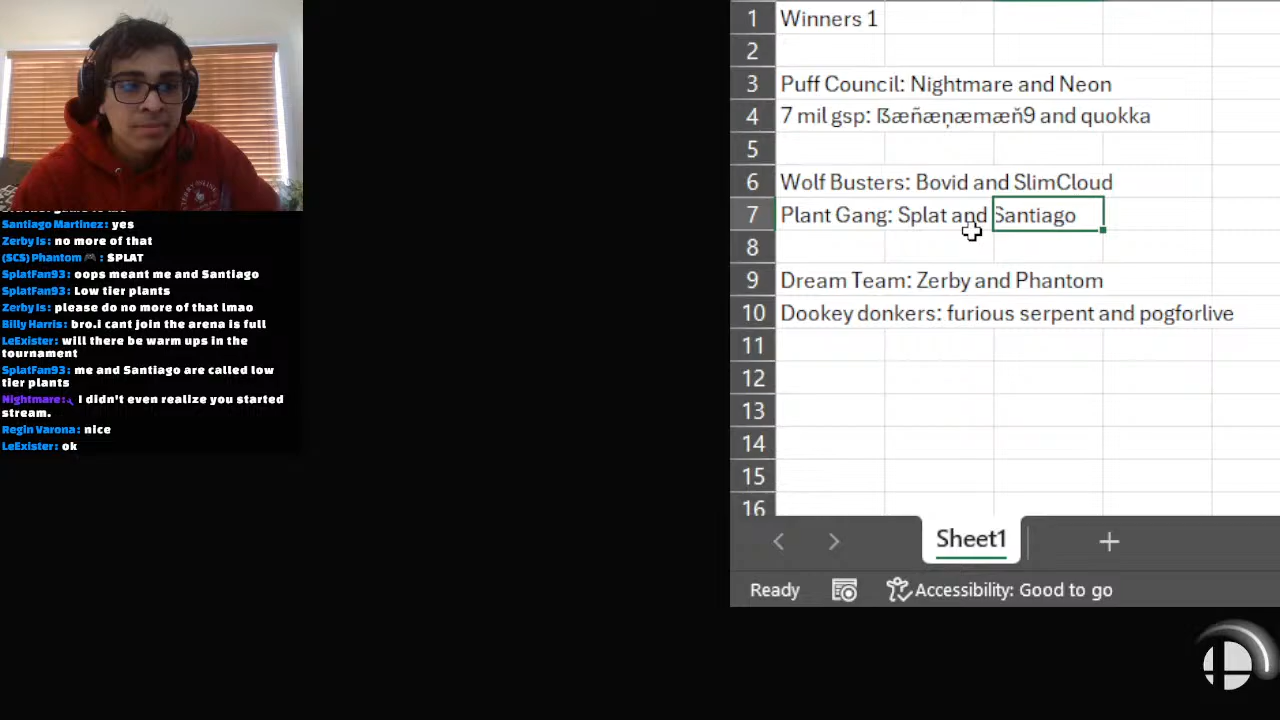 Santiago Martinez: yes
Zerby Is: no more of that
(SCS) Phantom 🎮 : SPLAT
SplatFan93: oops meant me and Santiago
SplatFan93: Low tier plants
Zerby Is: please do no more of that lmao
Billy Harris: bro.i cant join the arena is full
LeExister: will there be warm ups in the
tournament
SplatFan93: me and Santiago are called low
tier plants
Nightmare: I didn't even realize you started
stream.
Regin Varona: nice
LeExister: ok
1 Winners 1
2
3 Puff Council: Nightmare and Neon
4 7 mil gsp: ẞæñæņæmæň9 and quokka
5
6 Wolf Busters: Bovid and SlimCloud
7 Plant Gang: Splat and Santiago
8
9 Dream Team: Zerby and Phantom
10 Dookey donkers: furious serpent and pogforlive
11
12
13
14
15
16
Sheet1
Ready Accessibility: Good to go